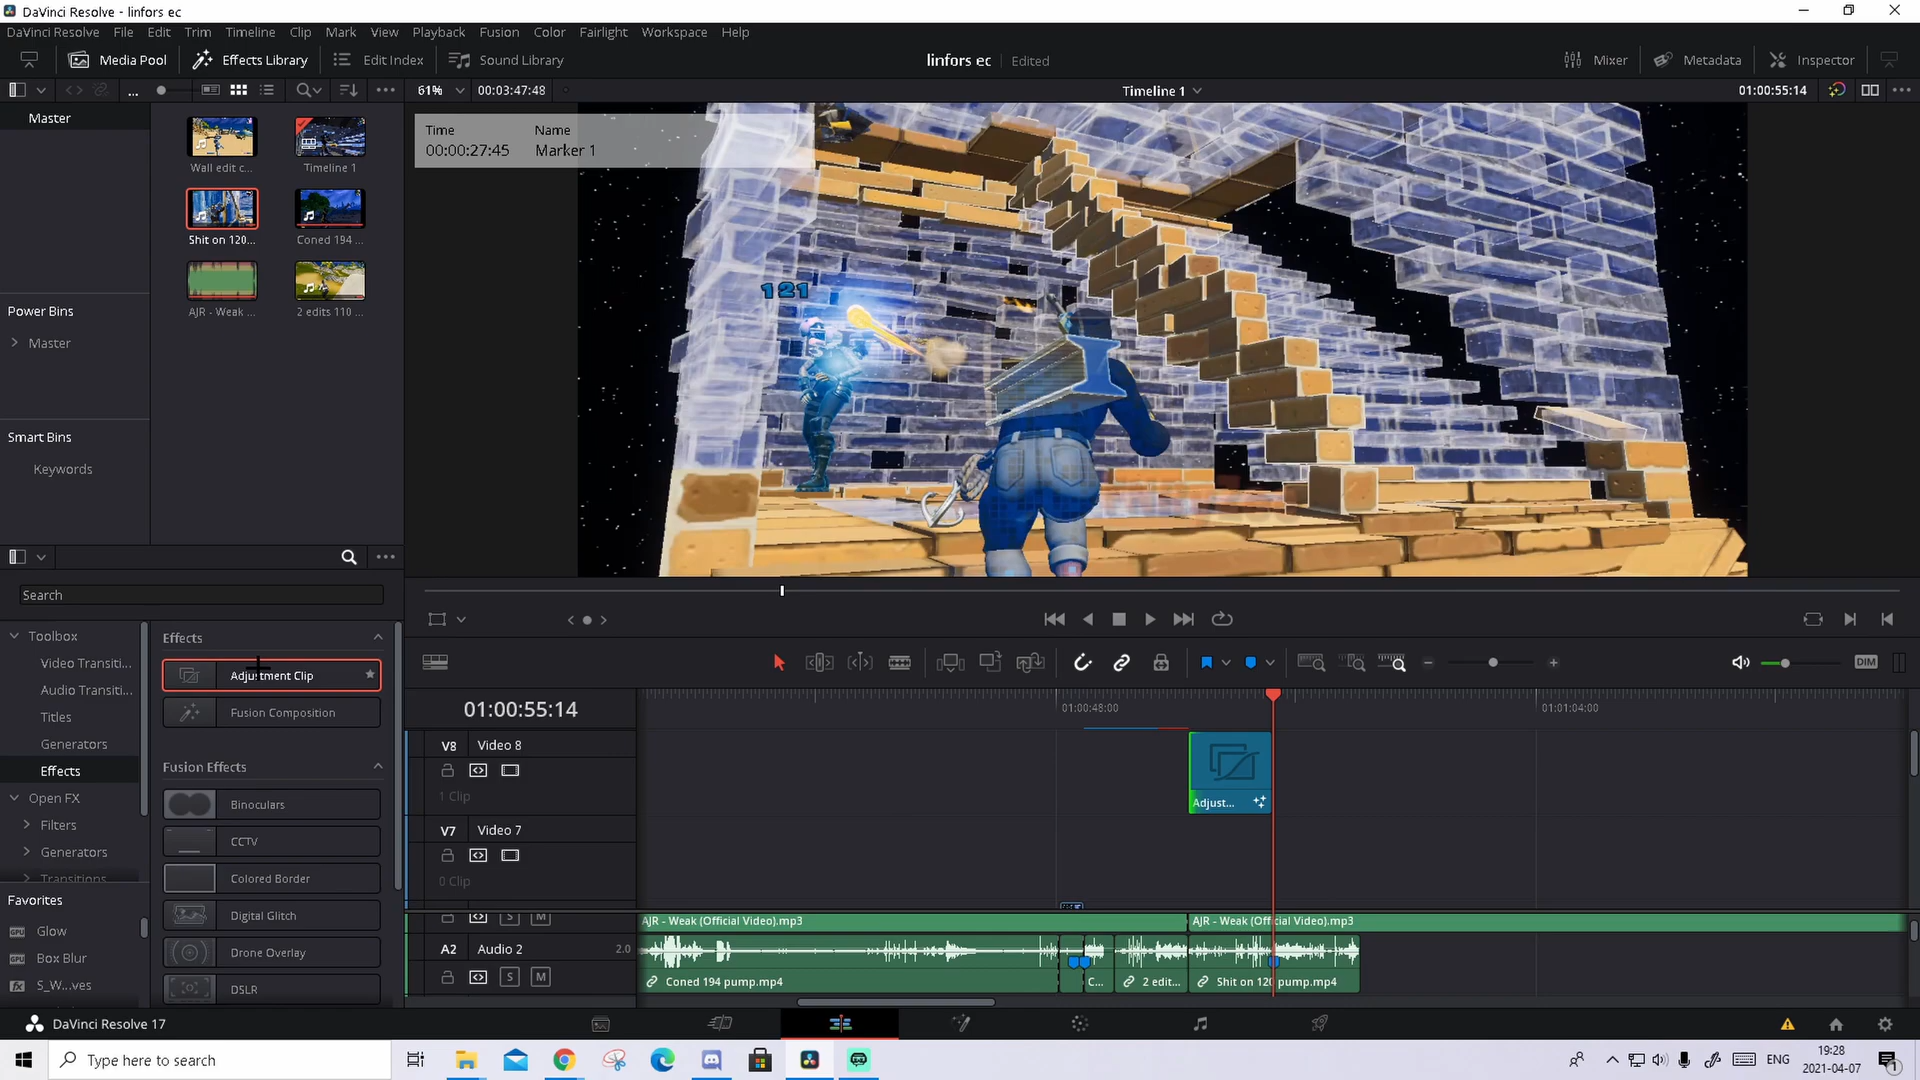 DaVinci Resolve - linfors ec
DaVinci Resolve File Edit Trim Timeline Clip Mark View Playback Fusion Color Fairlight Workspace Help
Media Pool Effects Library Edit Index Sound Library linfors ec Edited Mixer Metadata Inspector
... 61% 00:03:47:48 Timeline 1 01:00:55:14
Master
Time Name
00:00:27:45 Marker 1
Wall edit c... Timeline 1
Shit on 120... Coned 194 ...
AJR - Weak ... 2 edits 110 ...
121
Power Bins
Master
Smart Bins
Keywords
Search
Toolbox
Video Transiti...
Audio Transiti...
Titles
Generators
Effects
Open FX
Filters
Generators
Transitions
Favorites
Glow
Box Blur
S_W...ves
Effects
Adjustment Clip
Fusion Composition
Fusion Effects
Binoculars
CCTV
Colored Border
Digital Glitch
Drone Overlay
DSLR
DIM
01:00:55:14 01:00:48:00 01:01:04:00
V8 Video 8
1 Clip
Adjust...
V7 Video 7
0 Clip
S M
AJR - Weak (Official Video).mp3 AJR - Weak (Official Video).mp3
A2 Audio 2 2.0
S M
Coned 194 pump.mp4 C... 2 edit... Shit on 120 pump.mp4
DaVinci Resolve 17
Type here to search
ENG
19:28
2021-04-07
1